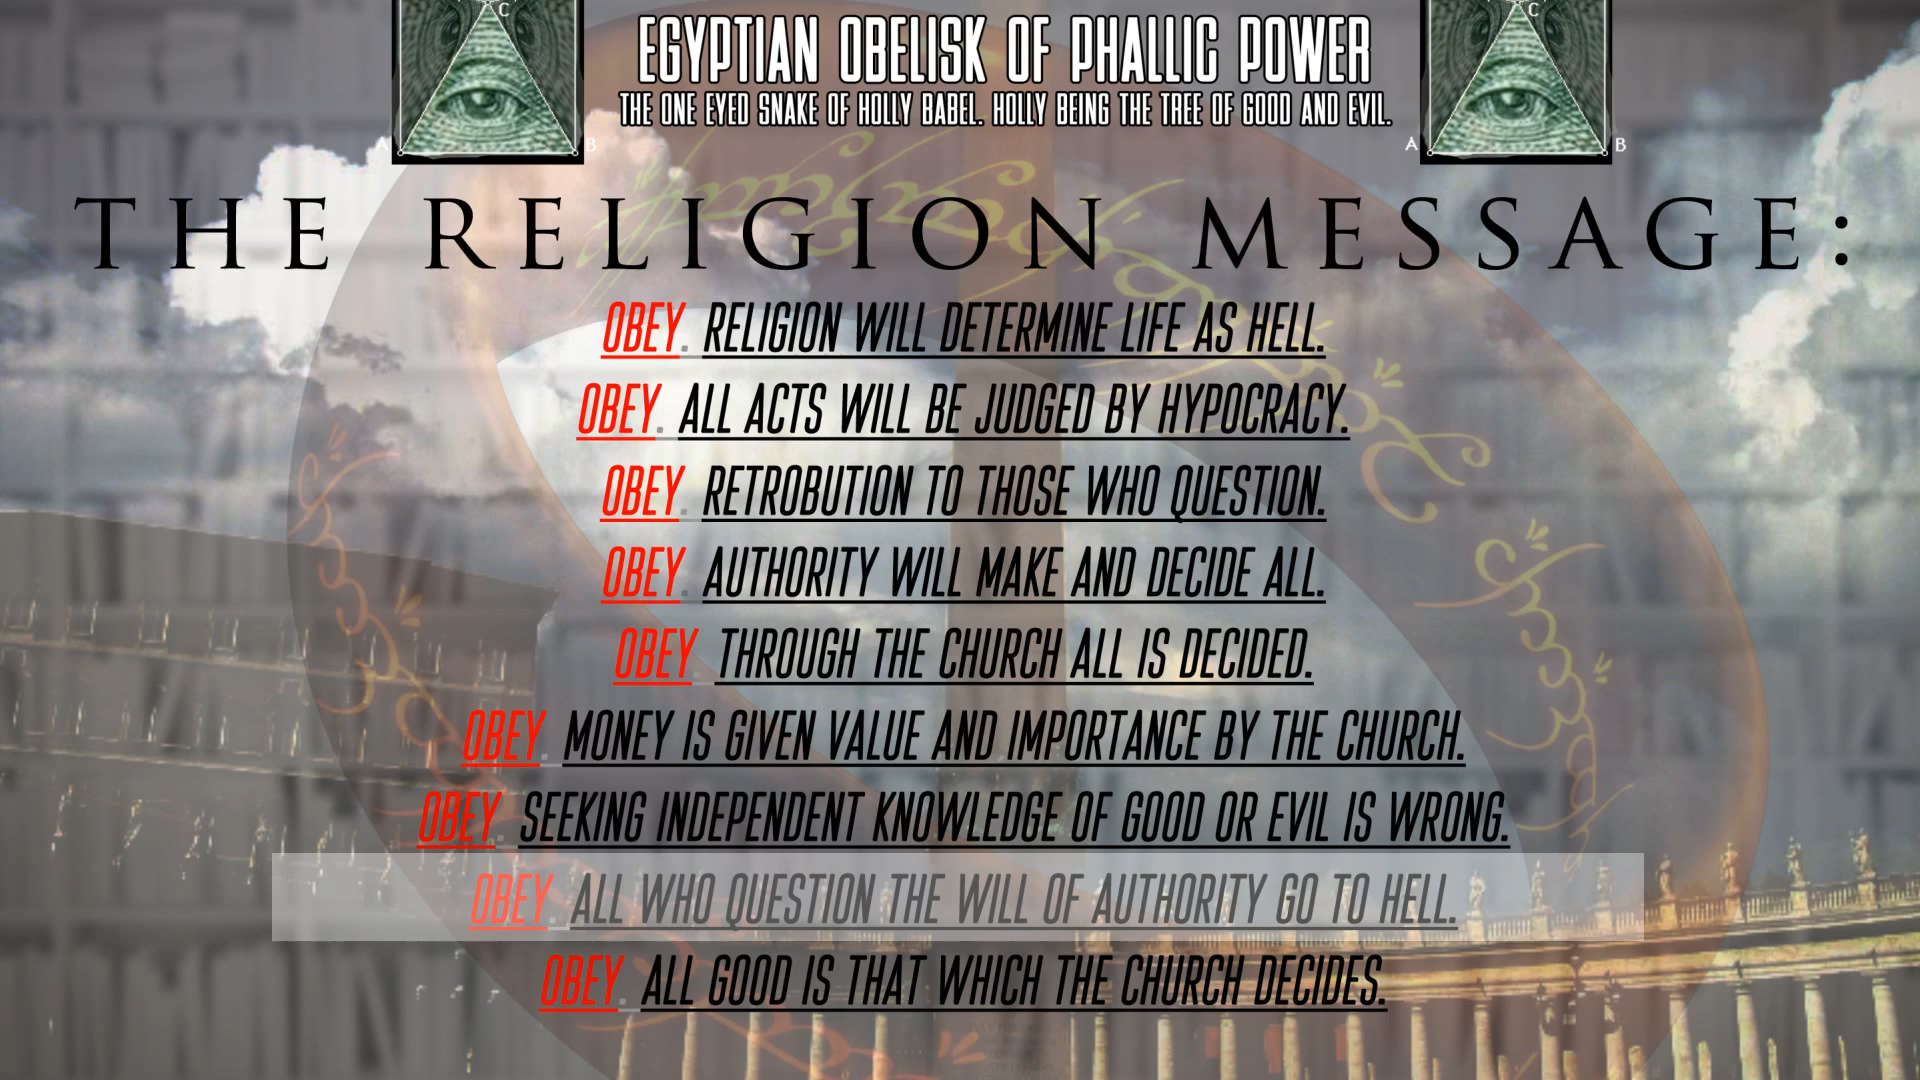 C
C
EGYPTIAN OBELISK OF PHALLIC POWER
THE ONE EYED SNAKE OF HOLLY BABEL. HOLLY BEING THE TREE OF GOOD AND EVIL.
A B
A B
THE RELIGION MESSAGE:
OBEY. RELIGION WILL DETERMINE LIFE AS HELL.
OBEY. ALL ACTS WILL BE JUDGED BY HYPOCRACY.
OBEY. RETROBUTION TO THOSE WHO QUESTION.
OBEY. AUTHORITY WILL MAKE AND DECIDE ALL.
OBEY. THROUGH THE CHURCH ALL IS DECIDED.
OBEY. MONEY IS GIVEN VALUE AND IMPORTANCE BY THE CHURCH.
OBEY. SEEKING INDEPENDENT KNOWLEDGE OF GOOD OR EVIL IS WRONG.
OBEY. ALL WHO QUESTION THE WILL OF AUTHORITY GO TO HELL.
OBEY. ALL GOOD IS THAT WHICH THE CHURCH DECIDES.